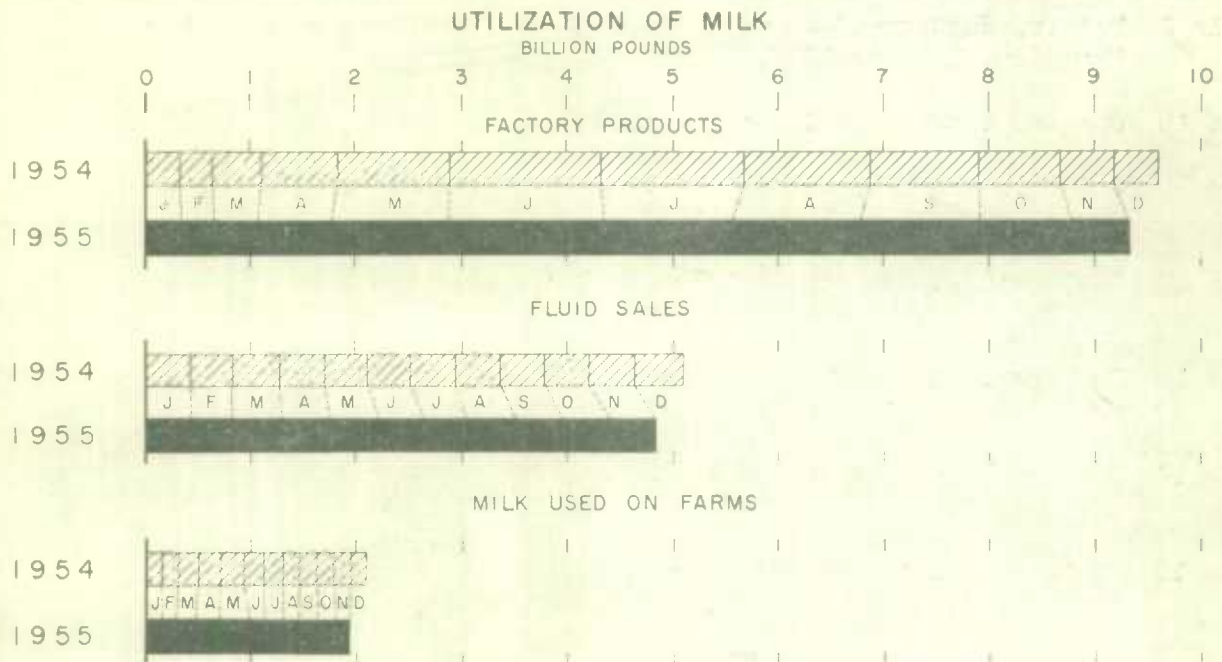 UTILIZATION OF MILK
BILLION POUNDS
0 1 2 3 4 5 6 7 8 9 10
FACTORY PRODUCTS
1954
J F M A M J J A S O N D
1955
FLUID SALES
1954
J F M A M J J A S O N D
1955
MILK USED ON FARMS
1954
J F M A M J J A S O N D
1955